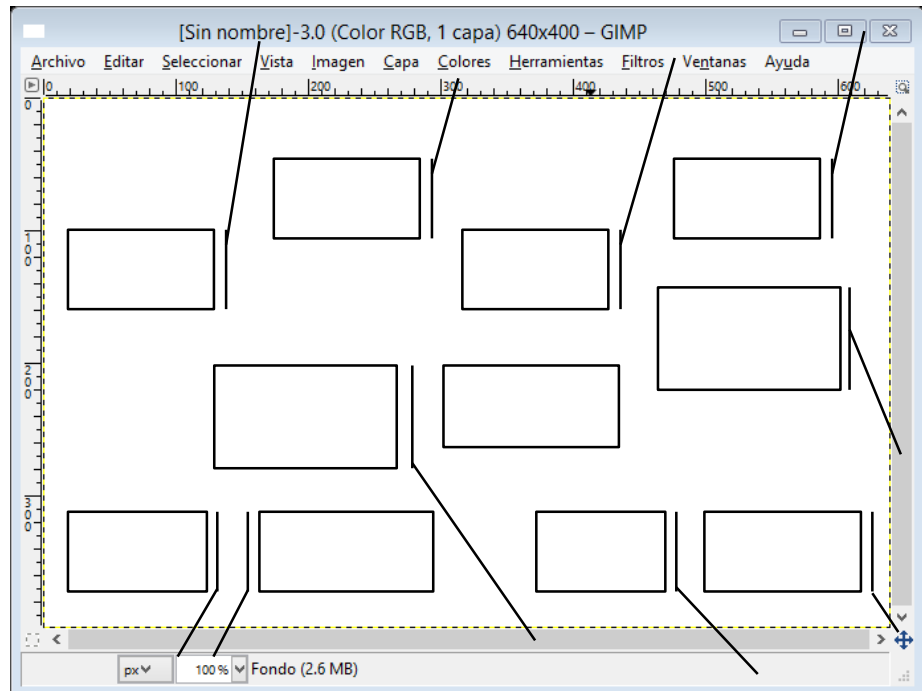 [Sin nombre]-3.0 (Color RGB, 1 capa) 640x400 – GIMP
Archivo Editar Seleccionar Vista Imagen Capa Colores Herramientas Filtros Ventanas Ayuda
0 100 200 300 400 500 600
0
100
200
300
px 100 % Fondo (2.6 MB)